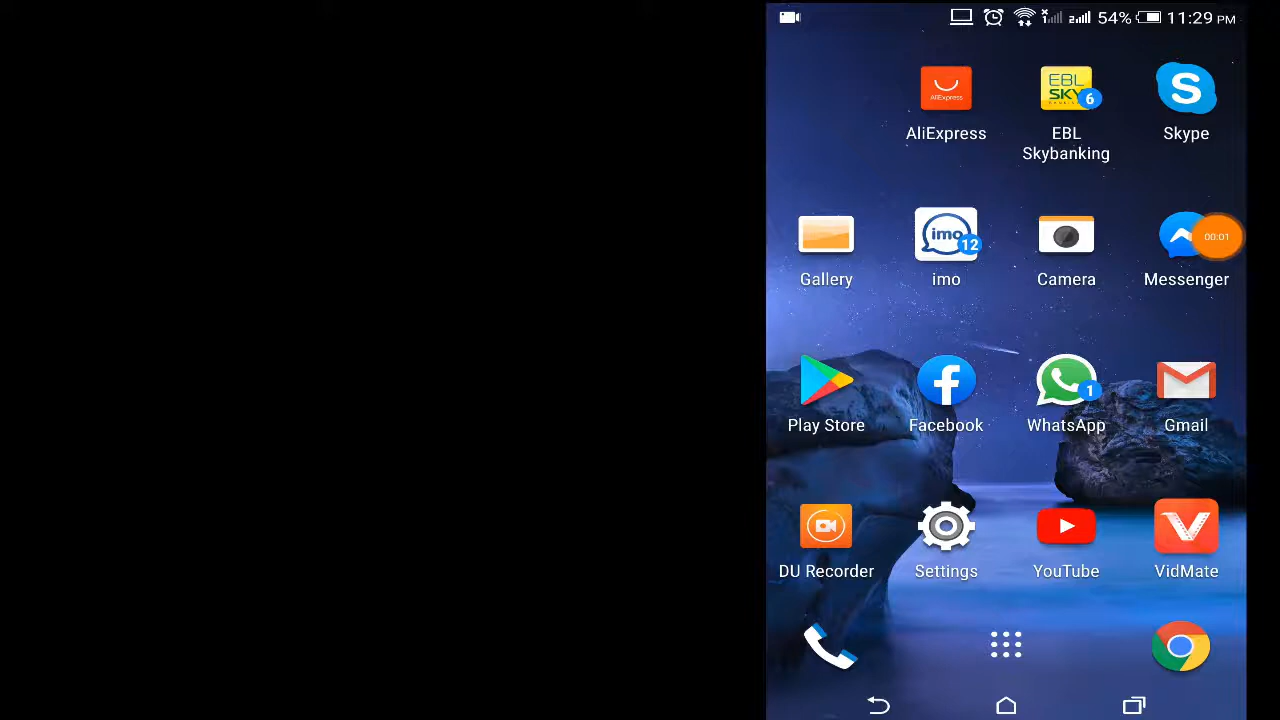 54% 11:29 PM
AliExpress
EBL
SKY
6
S
AliExpress
EBL
Skybanking
Skype
imo
12
00:01
Gallery
imo
Camera
Messenger
1
Play Store
Facebook
WhatsApp
Gmail
DU Recorder
Settings
YouTube
VidMate